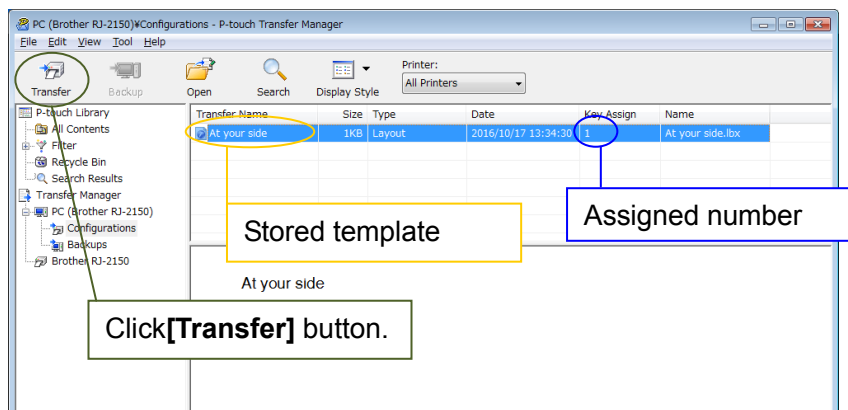 PC (Brother RJ-2150)¥Configurations - P-touch Transfer Manager
File Edit View Tool Help
Transfer Backup Open Search Display Style Printer:
All Printers
P-touch Library
All Contents
Filter
Recycle Bin
Search Results
Transfer Manager
PC (Brother RJ-2150)
Configurations
Backups
Brother RJ-2150
Transfer Name Size Type Date Key Assign Name
At your side 1KB Layout 2016/10/17 13:34:30 1 At your side.lbx
Stored template
Assigned number
At your side
Click[Transfer] button.